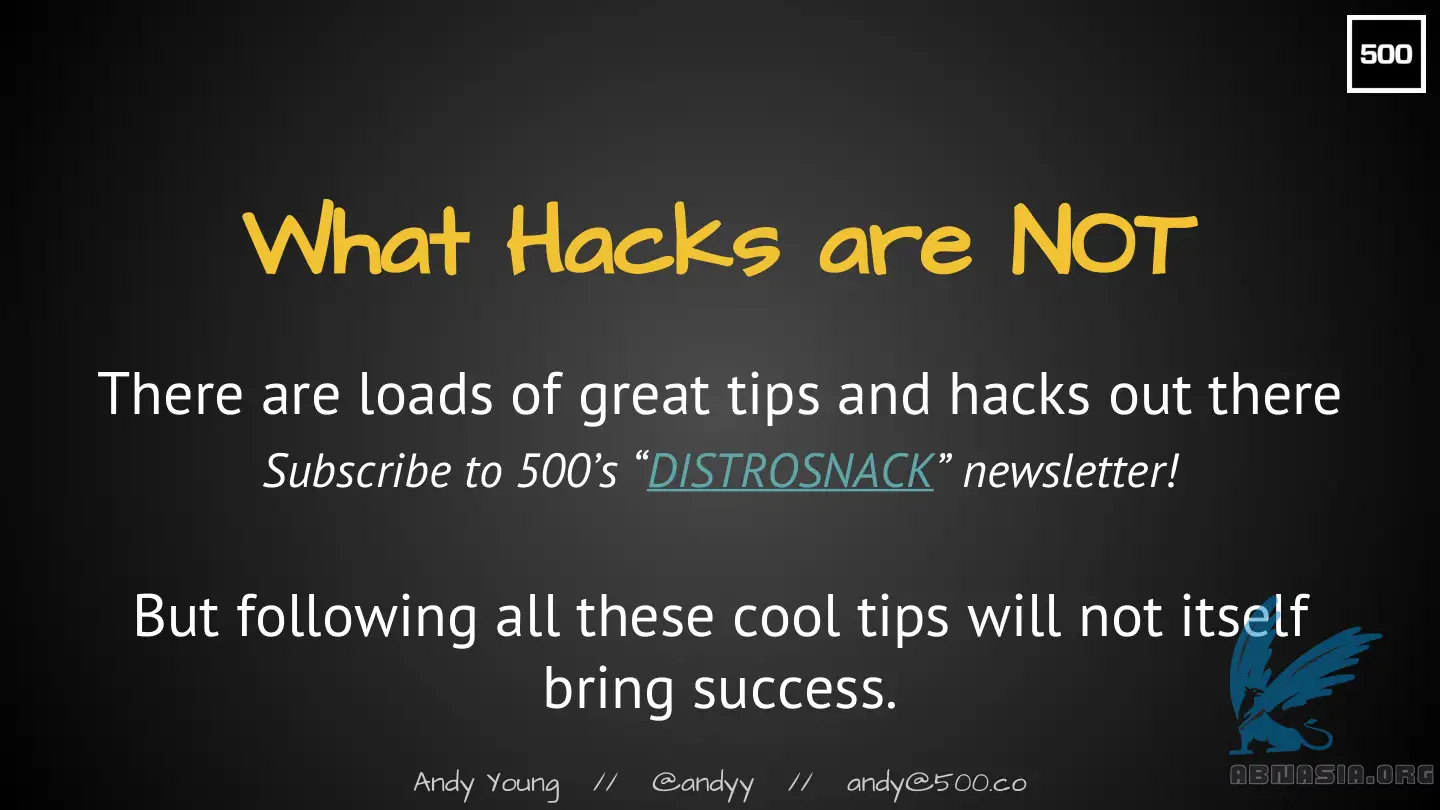 500
What Hacks are NOT
There are loads of great tips and hacks out there
Subscribe to 500’s “DISTROSNACK” newsletter!
But following all these cool tips will not itself
bring success.
Andy Young // @andyy // andy@500.co
ABNASIA.ORG